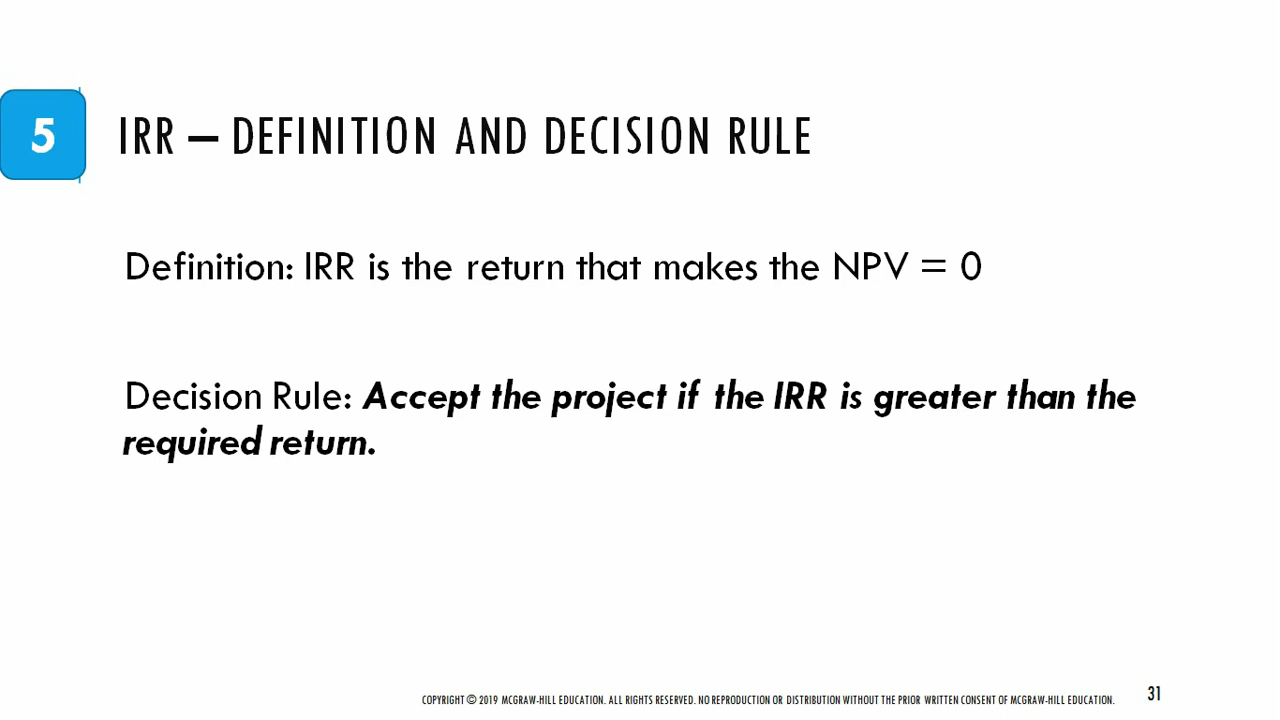 5
IRR – DEFINITION AND DECISION RULE
Definition: IRR is the return that makes the NPV = 0
Decision Rule: Accept the project if the IRR is greater than the
required return.
COPYRIGHT © 2019 MCGRAW-HILL EDUCATION. ALL RIGHTS RESERVED. NO REPRODUCTION OR DISTRIBUTION WITHOUT THE PRIOR WRITTEN CONSENT OF MCGRAW-HILL EDUCATION.
31